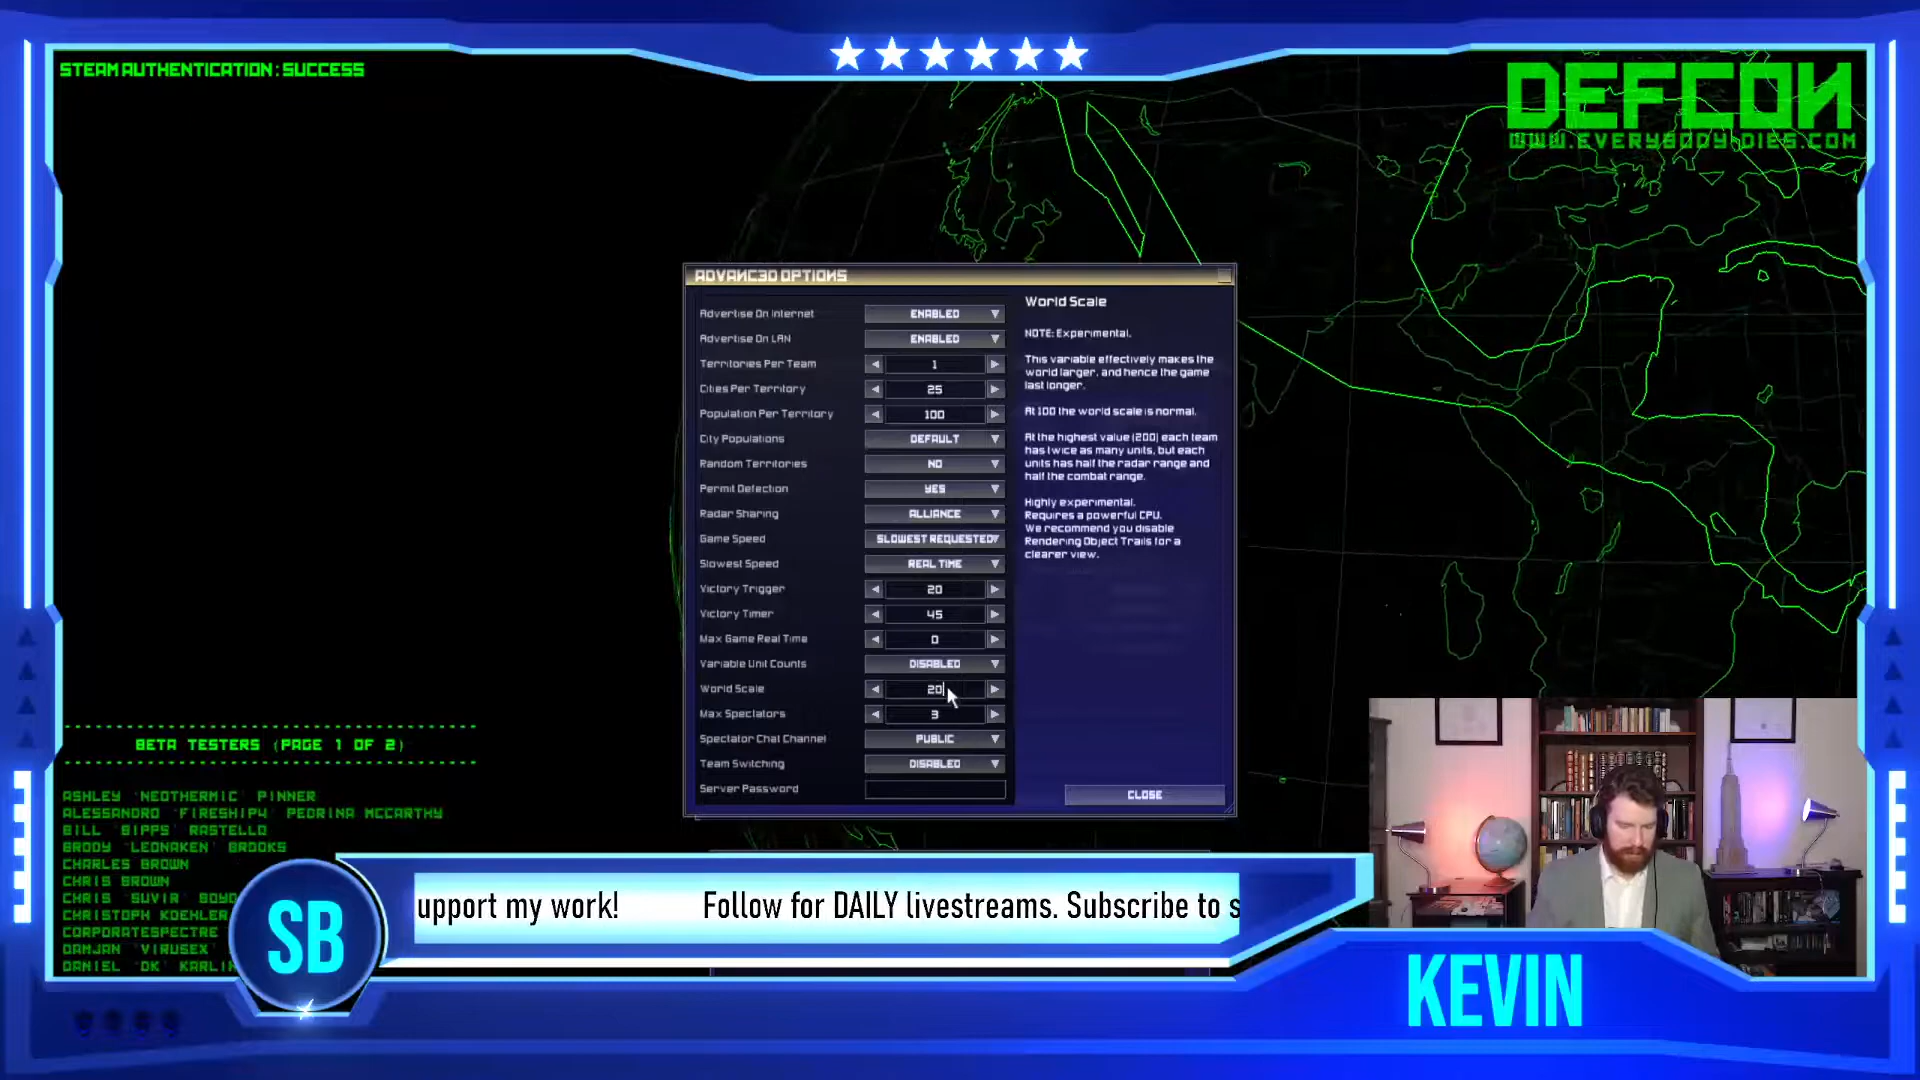 STEAM AUTHENTICATION: SUCCESS
DEFCON
WWW.EVERYBODY-DIES.COM
ADVANC3D OPTIONS
Advertise On Internet ENABLED
Advertise On LAN ENABLED
Territories Per Team 1
Cities Per Territory 25
Population Per Territory 100
City Populations DEFAULT
Random Territories NO
Permit Defection YES
Radar Sharing ALLIANCE
Game Speed SLOWEST REQUESTED
Slowest Speed REAL TIME
Victory Trigger 20
Victory Timer 45
Max Game Real Time 0
Variable Unit Counts DISABLED
World Scale 20
Max Spectators 3
Spectator Chat Channel PUBLIC
Team Switching DISABLED
Server Password
World Scale
NOTE: Experimental.
This variable effectively makes the
world larger, and hence the game
last longer.
At 100 the world scale is normal.
At the highest value (200) each team
has twice as many units, but each
units has half the radar range and
half the combat range.
Highly experimental.
Requires a powerful CPU.
We recommend you disable
Rendering Object Trails for a
clearer view.
CLOSE
BETA TESTERS (PAGE 1 OF 2)
ASHLEY 'NEOTHERMIC' PINNER
ALESSANDRO 'FIRESHIP4' PEDRINA MCCARTHY
BILL 'BIPPS' RASTELLO
BRODY 'LEONAKEN' BROOKS
CHARLES BROWN
CHRIS BROWN
CHRIS 'SUVIR' BOYD
CHRISTOPH KOEHLER
CORPORATESPECTRE
DAMJAN 'VIRUSEX'
DANIEL 'DK' KARLIN
SB
upport my work! Follow for DAILY livestreams. Subscribe to s
KEVIN